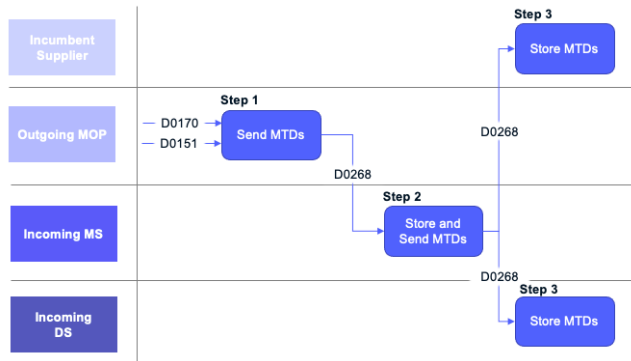 Step 3
Incumbent
Supplier
Store MTDs
Step 1
D0170
Outgoing MOP
Send MTDs
D0268
D0151
D0268
Step 2
Incoming MS
Store and
Send MTDs
D0268
Step 3
Incoming
DS
Store MTDs